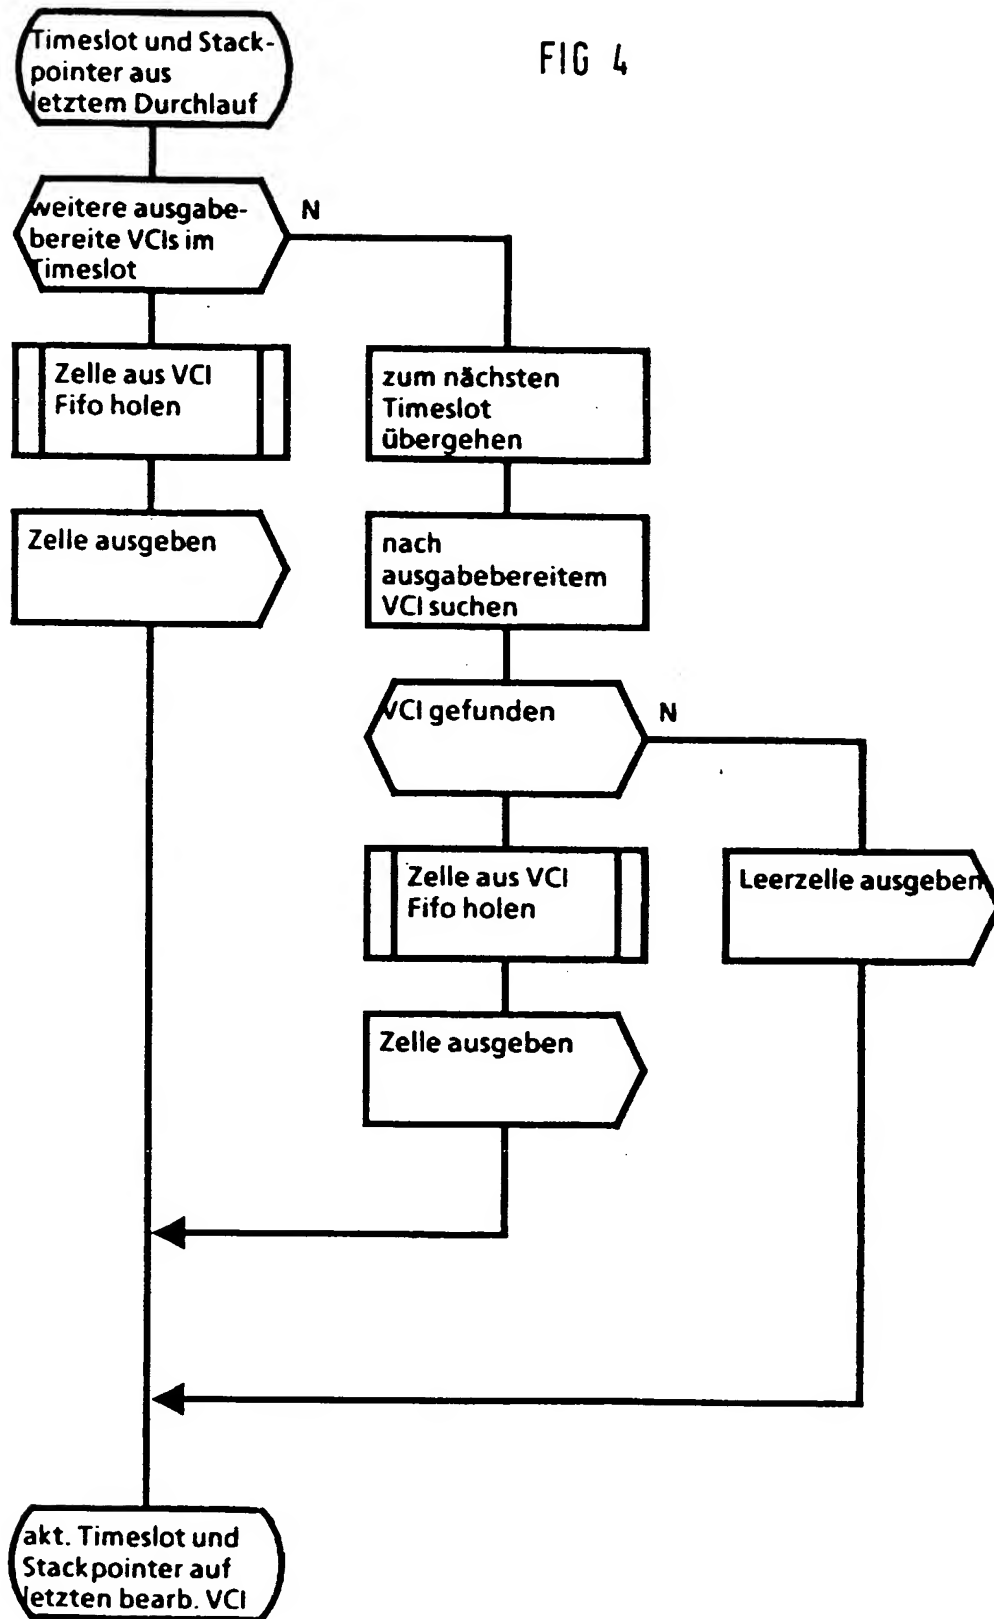 FIG 4
Timeslot und Stack-
pointer aus
letztem Durchlauf
weitere ausgabe-
bereite VCIs im
Timeslot
N
Zelle aus VCI
Fifo holen
Zelle ausgeben
zum nächsten
Timeslot
übergehen
nach
ausgabebereitem
VCI suchen
VCI gefunden
N
Zelle aus VCI
Fifo holen
Zelle ausgeben
Leerzelle ausgeben
akt. Timeslot und
Stackpointer auf
letzten bearb. VCI